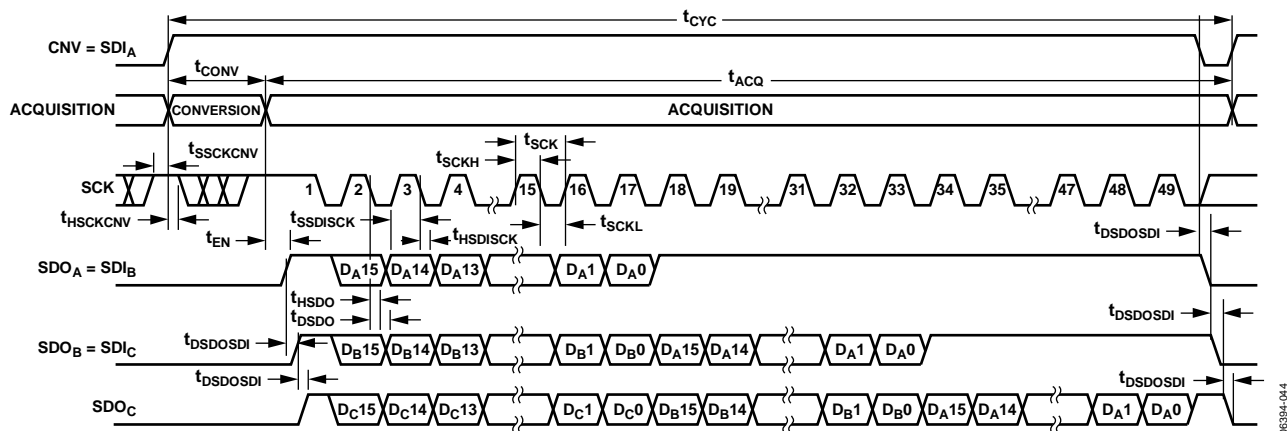 tCYC
CNV = SDIA
tCONV
tACQ
ACQUISITION
CONVERSION
ACQUISITION
tSSCKCNV
tSCK
tSCKH
SCK
1 2 3 4 15 16 17 18 19 31 32 33 34 35 47 48 49
tHSCKCNV
tSSDISCK
tHSDISCK
tSCKL
tEN
tDSDOSDI
SDOA = SDIB
DA15 DA14 DA13 DA1 DA0
tHSDO
tDSDO
tDSDOSDI
tDSDOSDI
SDOB = SDIC
DB15 DB14 DB13 DB1 DB0 DA15 DA14 DA1 DA0
tDSDOSDI
tDSDOSDI
SDOC
DC15 DC14 DC13 DC1 DC0 DB15 DB14 DB1 DB0 DA15 DA14 DA1 DA0
08394-044